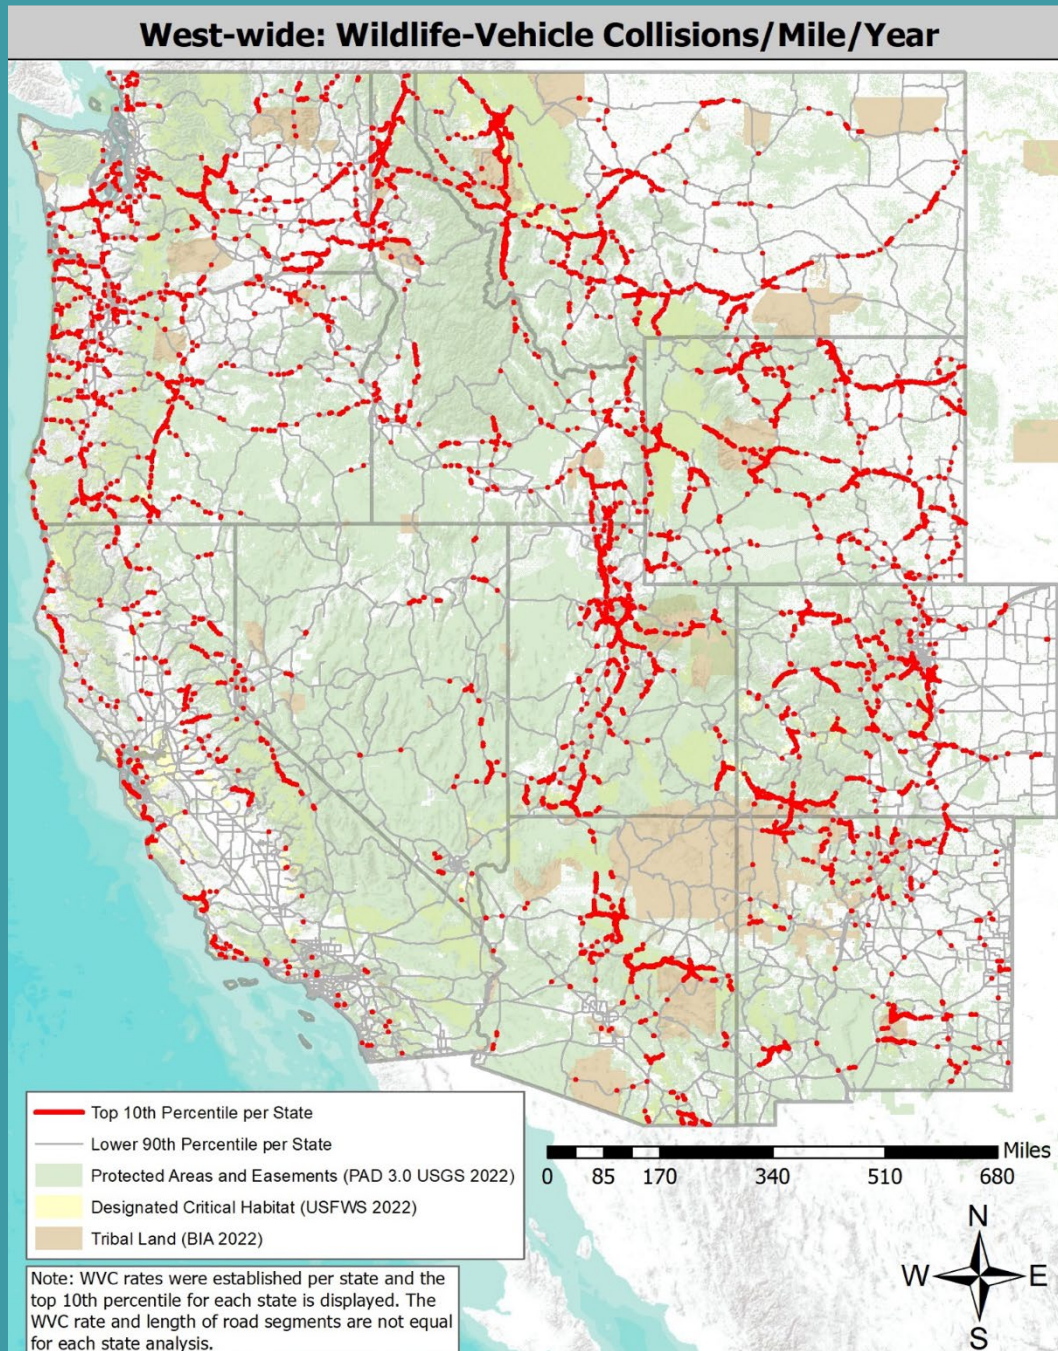 West-wide: Wildlife-Vehicle Collisions/Mile/Year
Top 10th Percentile per State
Lower 90th Percentile per State
Protected Areas and Easements (PAD 3.0 USGS 2022)
Designated Critical Habitat (USFWS 2022)
Tribal Land (BIA 2022)
Note: WVC rates were established per state and the
top 10th percentile for each state is displayed. The
WVC rate and length of road segments are not equal
for each state analysis.
Miles
0 85 170 340 510 680
N
W E
S